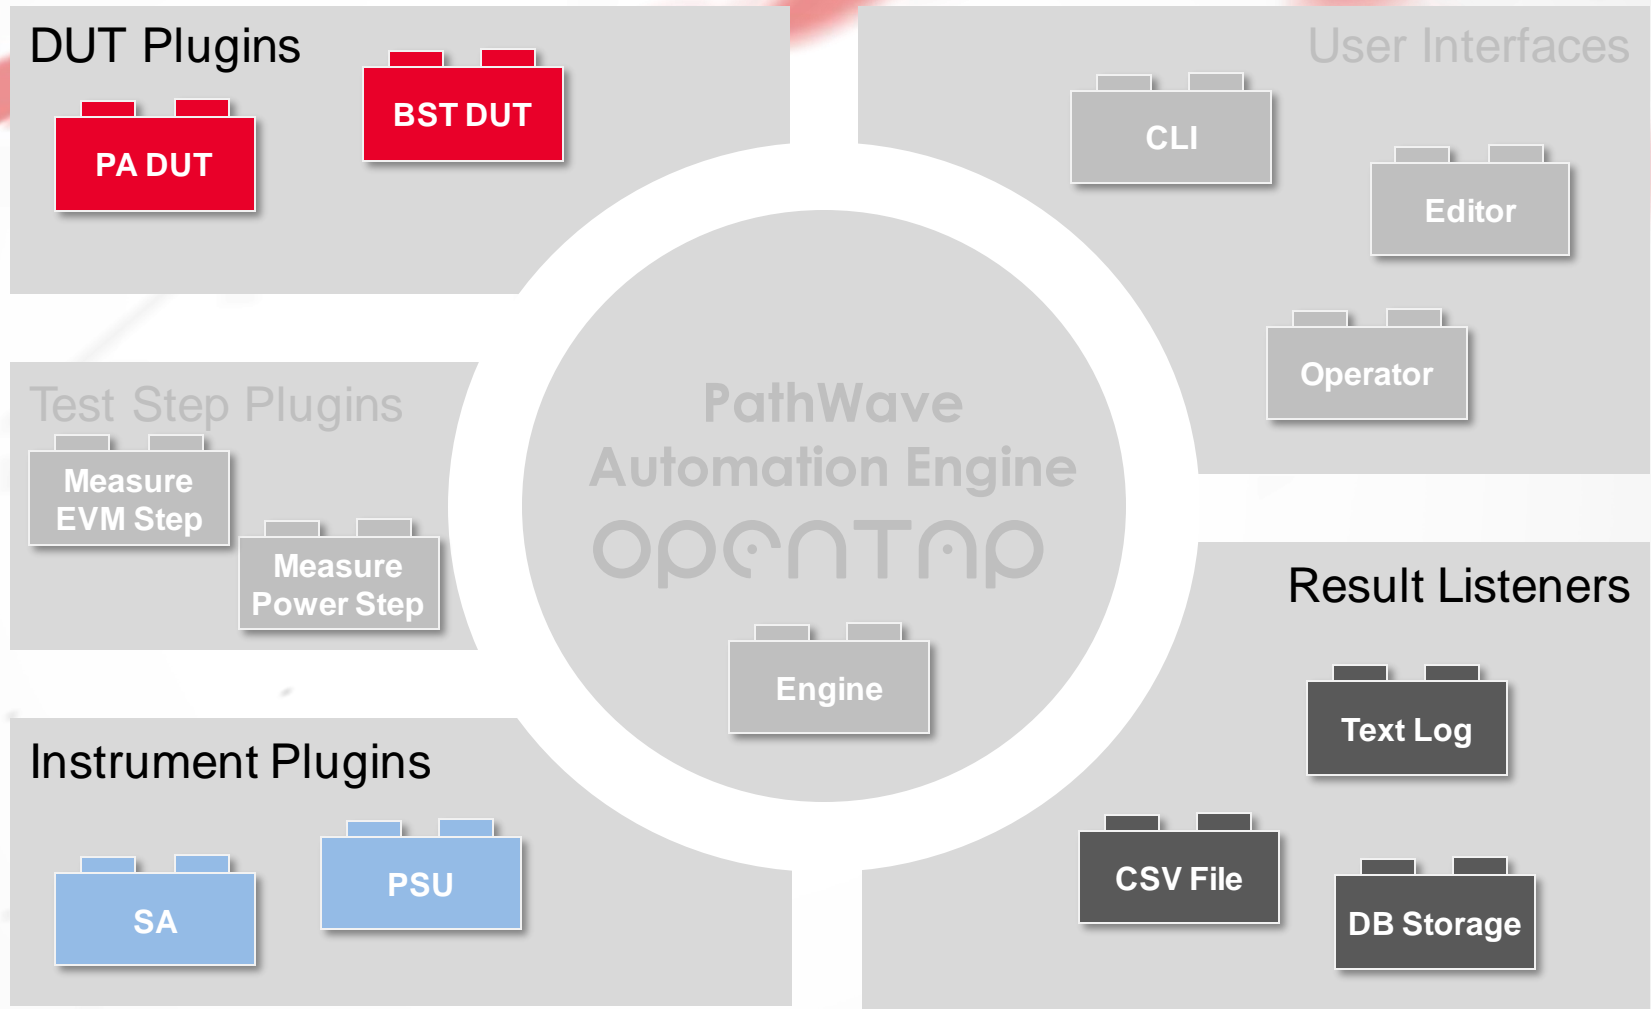 DUT Plugins
PA DUT
BST DUT
User Interfaces
CLI
Editor
Operator
Test Step Plugins
Measure
EVM Step
Measure
Power Step
PathWave
Automation Engine
OPENTAP
Engine
Instrument Plugins
SA
PSU
Result Listeners
Text Log
CSV File
DB Storage